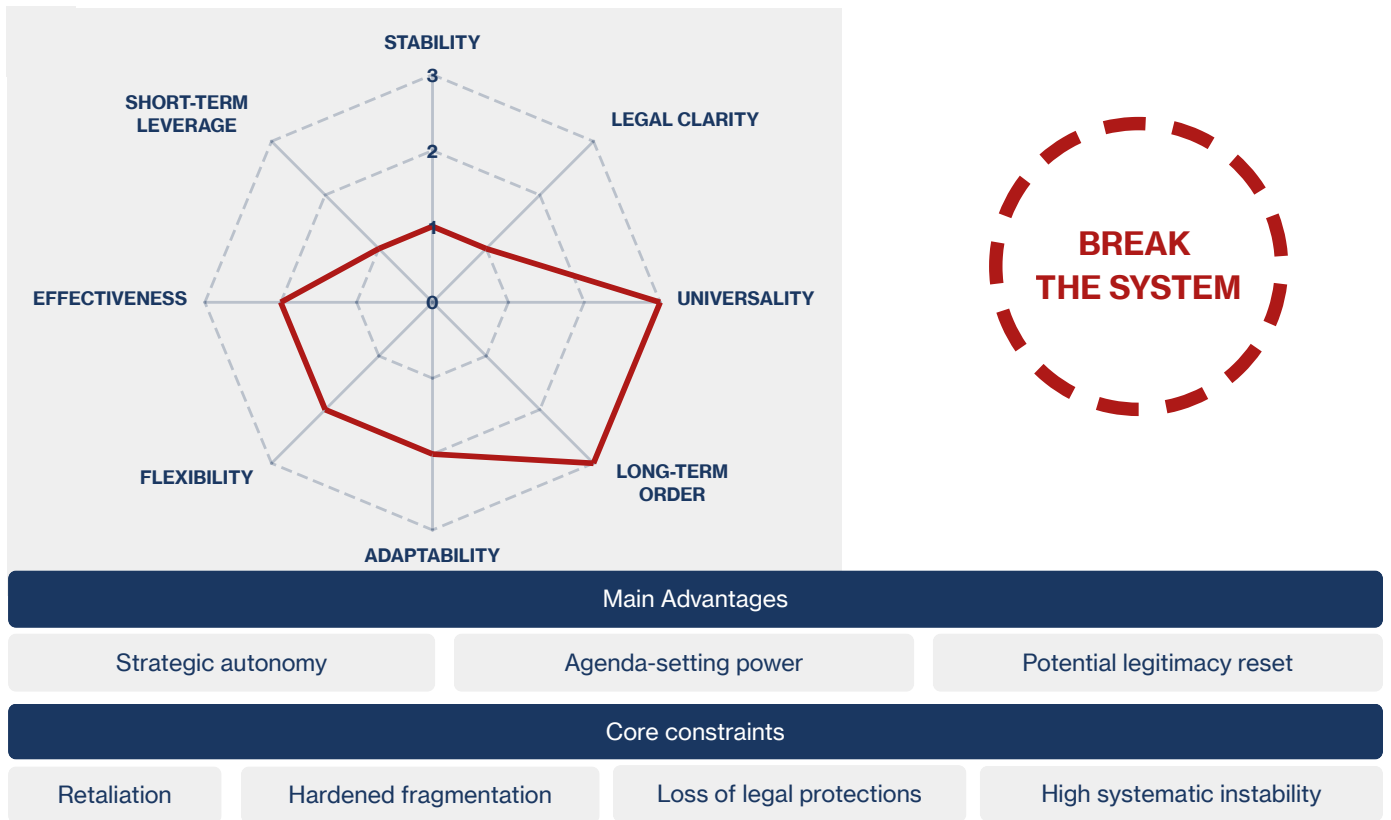 STABILITY
3
SHORT-TERM
LEVERAGE
LEGAL CLARITY
2
1
EFFECTIVENESS
0
UNIVERSALITY
FLEXIBILITY
LONG-TERM
ORDER
ADAPTABILITY
BREAK
THE SYSTEM
Main Advantages
Strategic autonomy
Agenda-setting power
Potential legitimacy reset
Core constraints
Retaliation
Hardened fragmentation
Loss of legal protections
High systematic instability